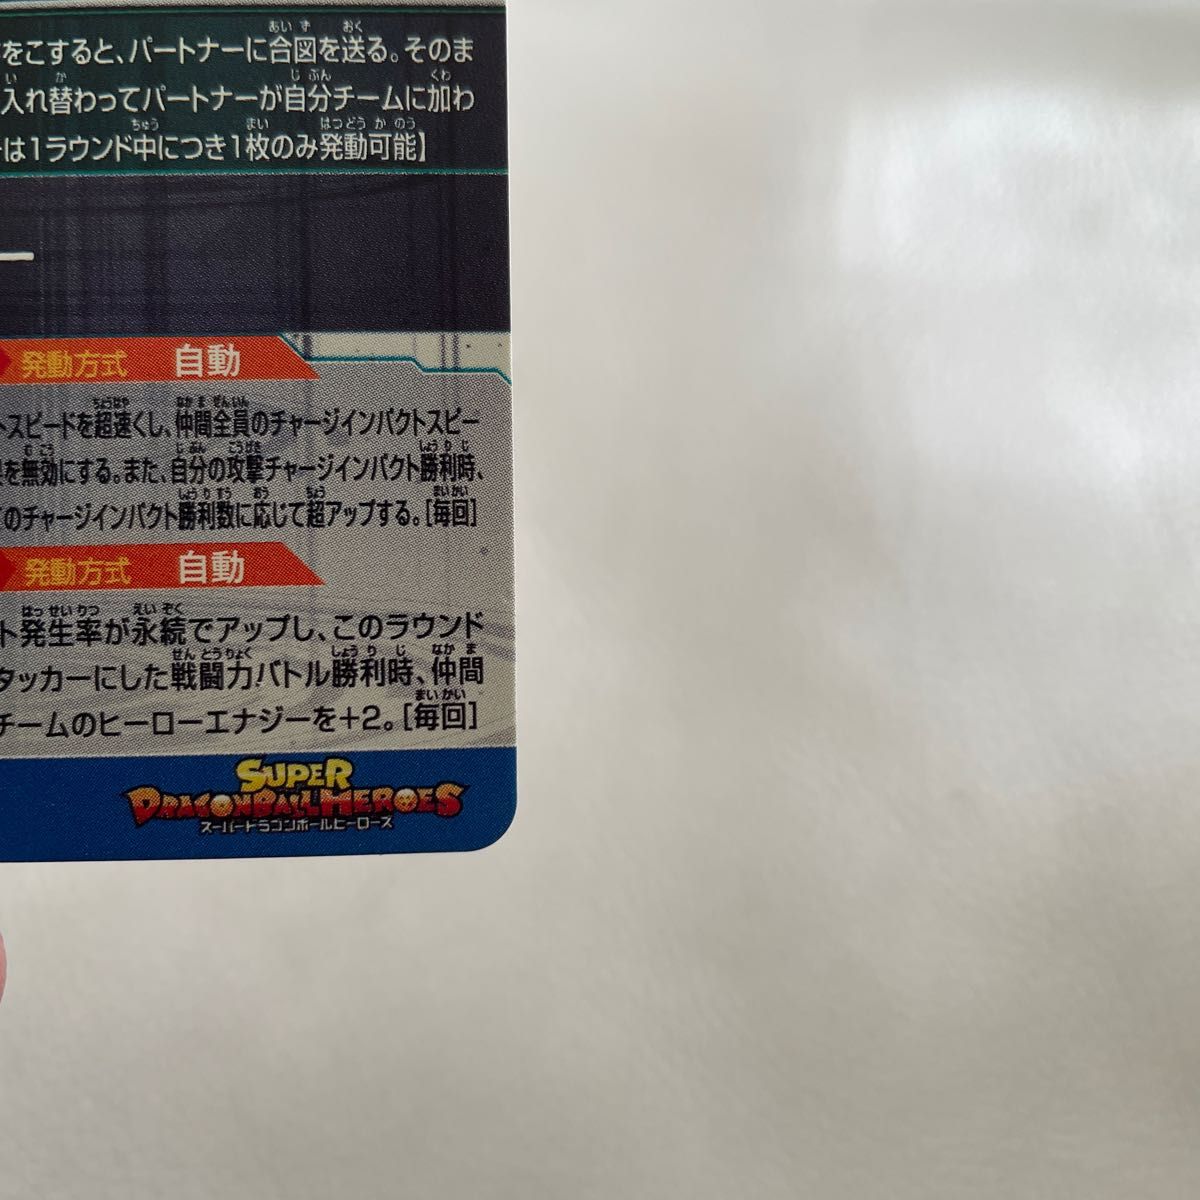 をこすると、パートナーに合図を送る。そのま
入れ替わってパートナーが自分チームに加わ
は1ラウンド中につき1枚のみ発動可能】
発動方式 自動
トスピードを超速くし、仲間全員のチャージインパクトスピー
を無効にする。また、自分の攻撃チャージインパクト勝利時、
のチャージインパクト勝利数に応じて超アップする。[毎回]
発動方式 自動
ト発生率が永続でアップし、このラウンド
タッカーにした戦闘力バトル勝利時、仲間
チームのヒーローエナジーを+2。[毎回]
SUPER
DRAGONBALL HEROES
スーパードラゴンボールヒーローズ